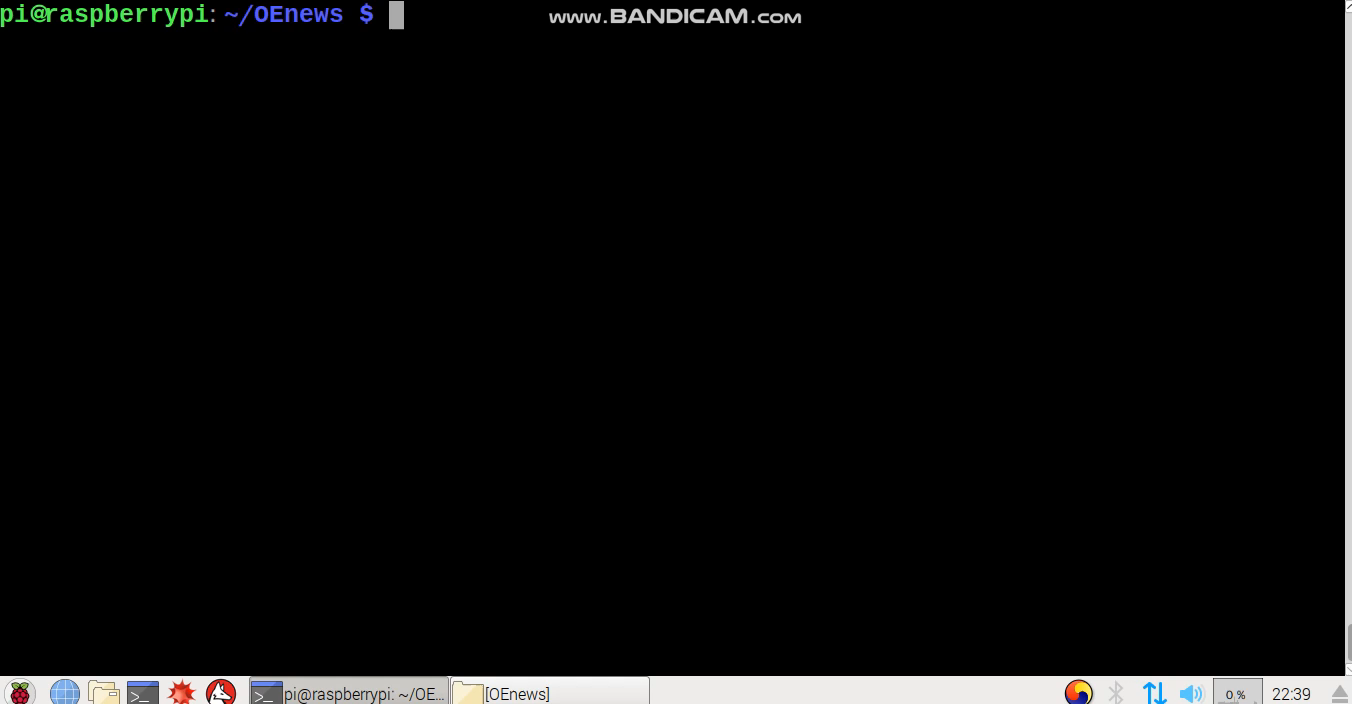 pi@raspberrypi: ~/OEnews $
www.BANDICAM.com
pi@raspberrypi: ~/OE...
[OEnews]
0 %
22:39